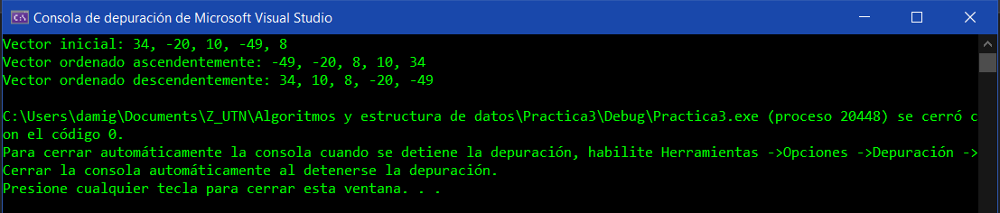 Consola de depuración de Microsoft Visual Studio
Vector inicial: 34, -20, 10, -49, 8
Vector ordenado ascendentemente: -49, -20, 8, 10, 34
Vector ordenado descendentemente: 34, 10, 8, -20, -49
C:\Users\damig\Documents\Z_UTN\Algoritmos y estructura de datos\Practica3\Debug\Practica3.exe (proceso 20448) se cerró c
on el código 0.
Para cerrar automáticamente la consola cuando se detiene la depuración, habilite Herramientas ->Opciones ->Depuración ->
Cerrar la consola automáticamente al detenerse la depuración.
Presione cualquier tecla para cerrar esta ventana. . .